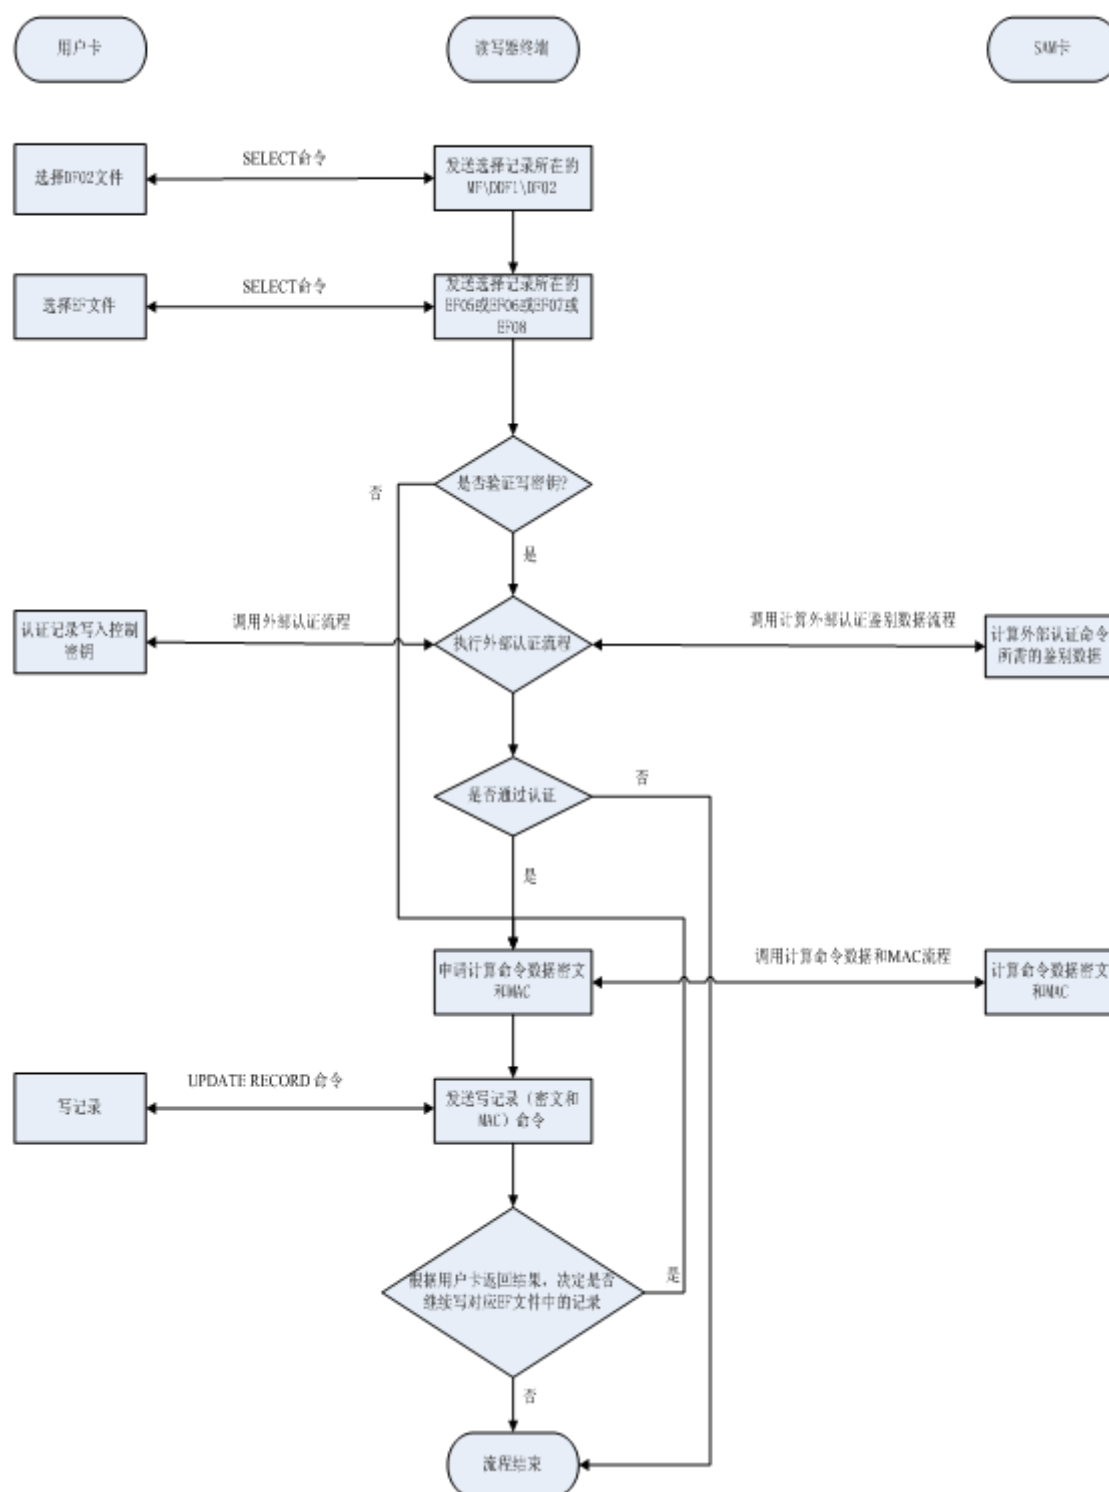 用户卡
读写器终端
SAM卡
SELECT命令
选择DF02文件
发送选择记录所在的
MF\DDF1\DF02
SELECT命令
选择EF文件
发送选择记录所在的
EF05或EF06或EF07或
EF08
是否验证写密钥?
否
是
认证记录写入控制
密钥
调用外部认证流程
执行外部认证流程
调用计算外部认证鉴别数据流程
计算外部认证命令
所需的鉴别数据
是否通过认证
否
是
申请计算命令数据密文
和MAC
调用计算命令数据和MAC流程
计算命令数据密文
和MAC
UPDATE RECORD 命令
写记录
发送写记录（密文和
MAC）命令
根据用户卡返回结果，决定是否
继续写对应EF文件中的记录
是
否
流程结束